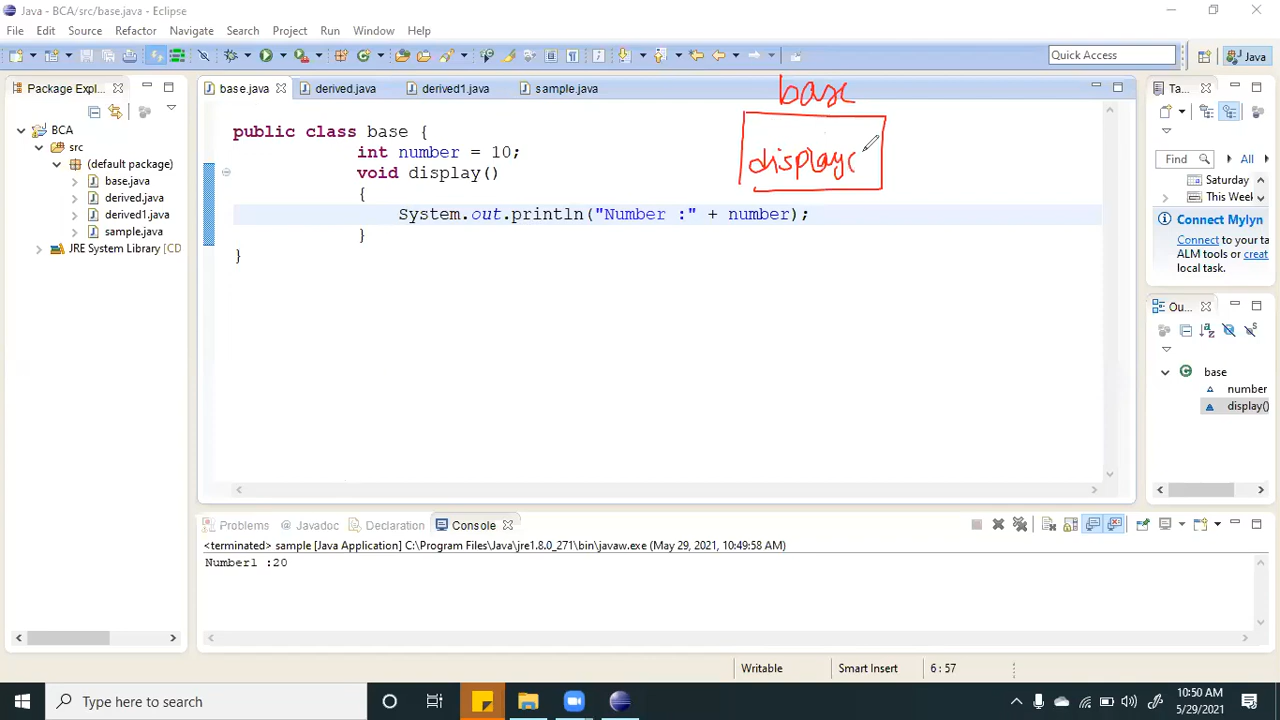 Java - BCA/src/base.java - Eclipse
File Edit Source Refactor Navigate Search Project Run Window Help
Quick Access
Java
Package Expl...
base.java
derived.java
derived1.java
sample.java
Ta...
BCA
src
(default package)
base.java
derived.java
derived1.java
sample.java
JRE System Library [CD
base
display(
public class base {
int number = 10;
void display()
{
System.out.println("Number :" + number);
}
}
Find
All
Saturday
This Week
Connect Mylyn
Connect to your ta
ALM tools or creat
local task.
Ou...
base
number
display()
Problems
@ Javadoc
Declaration
Console
<terminated> sample [Java Application] C:\Program Files\Java\jre1.8.0_271\bin\javaw.exe (May 29, 2021, 10:49:58 AM)
Number1 :20
Writable
Smart Insert
6 : 57
Type here to search
10:50 AM
5/29/2021